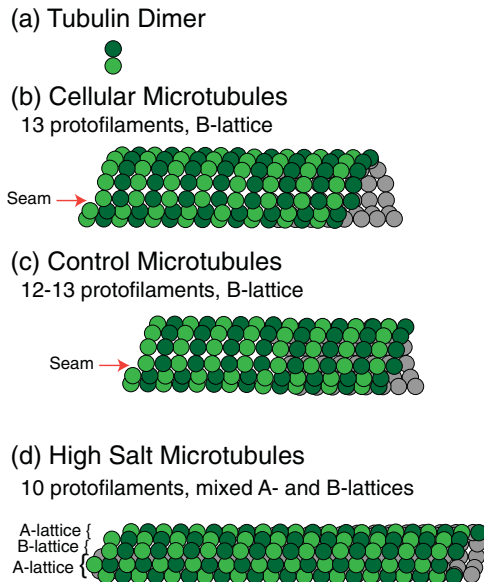 (a) Tubulin Dimer
(b) Cellular Microtubules
13 protofilaments, B-lattice
Seam
(c) Control Microtubules
12-13 protofilaments, B-lattice
Seam
(d) High Salt Microtubules
10 protofilaments, mixed A- and B-lattices
A-lattice {
B-lattice {
A-lattice {